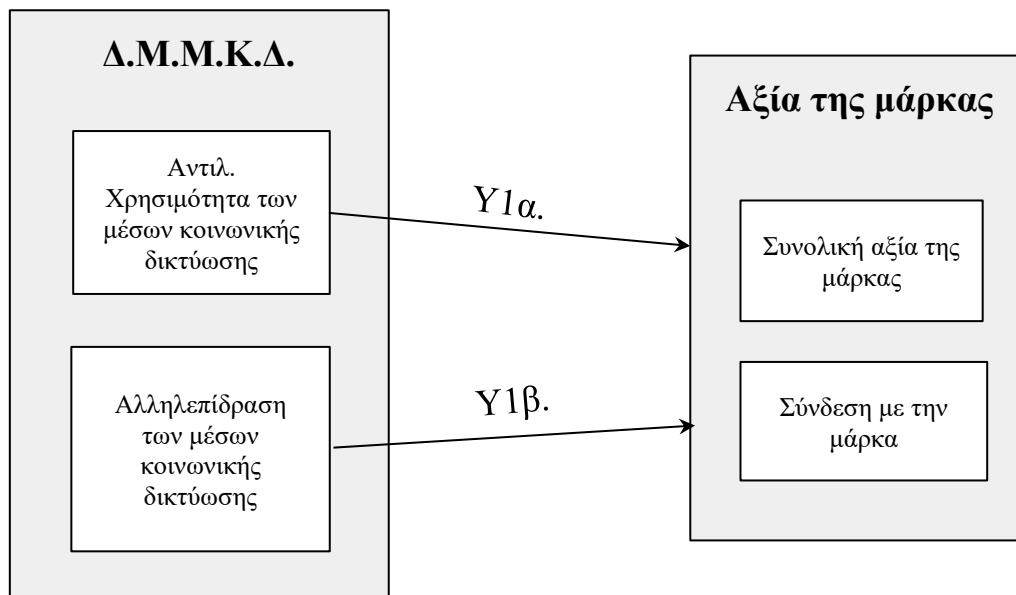 Δ.Μ.Μ.Κ.Δ.
Αντιλ.
Χρησιμότητα των
μέσων κοινωνικής
δικτύωσης
Αλληλεπίδραση
των μέσων
κοινωνικής
δικτύωσης
Υ1α.
Υ1β.
Αξία της μάρκας
Συνολική αξία της
μάρκας
Σύνδεση με την
μάρκα